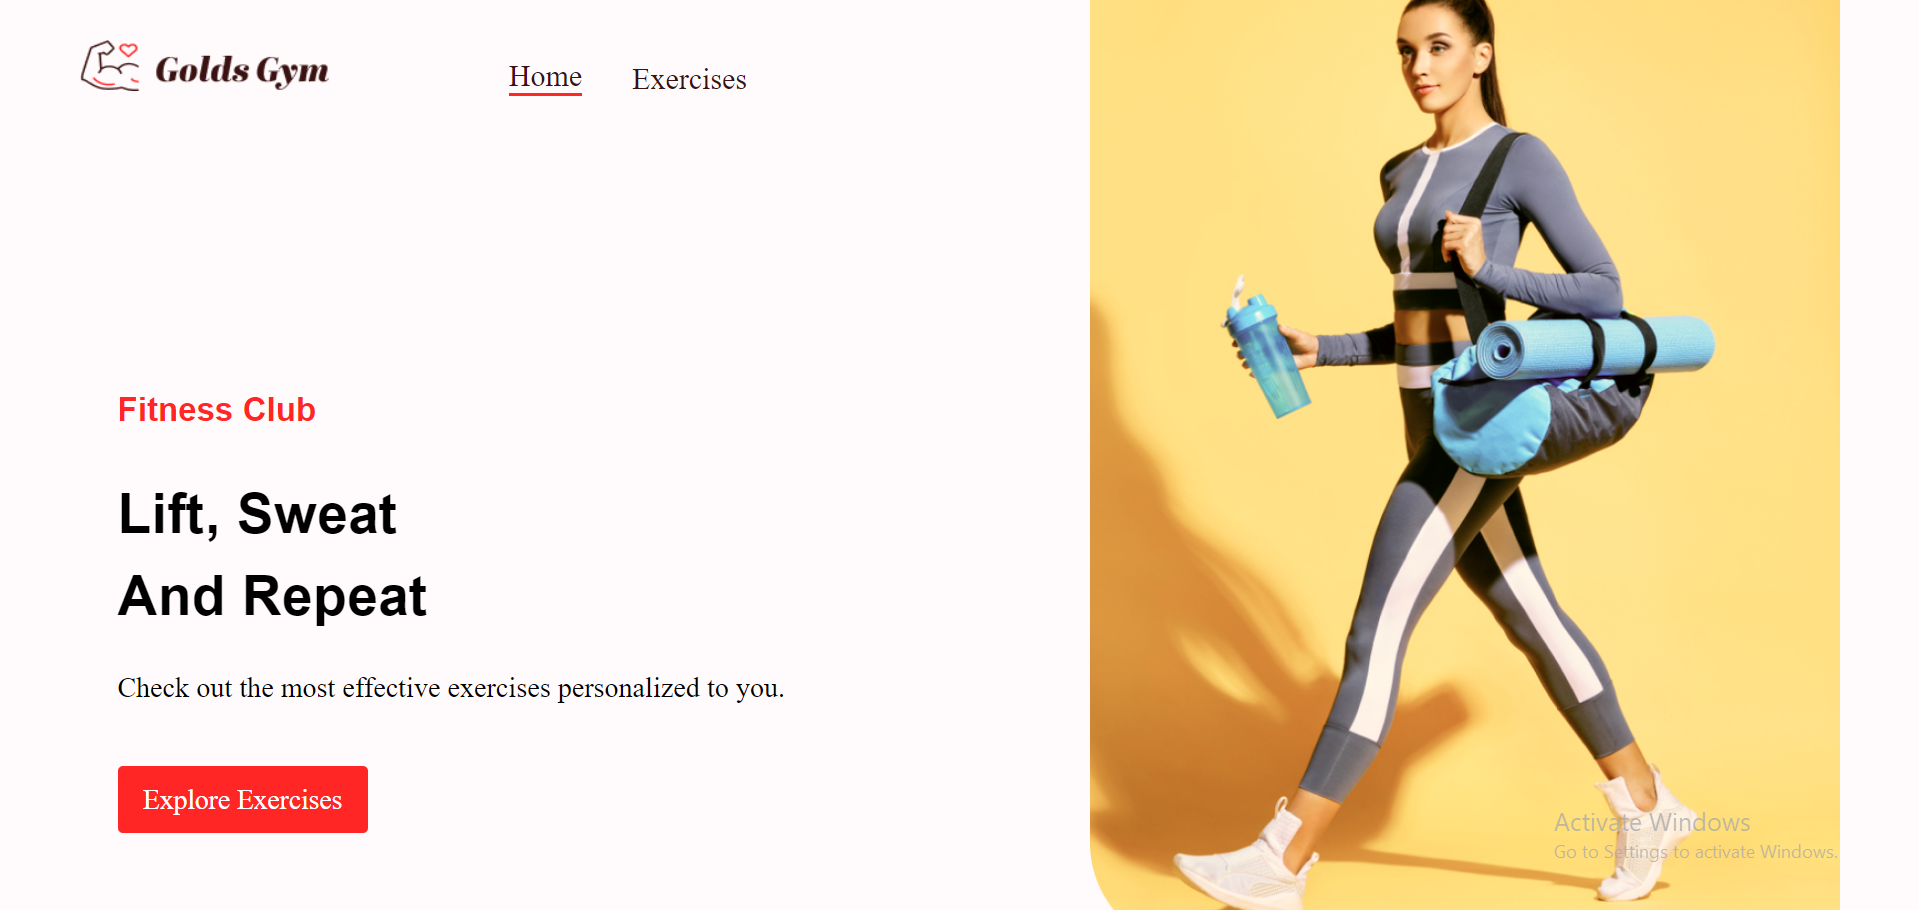 Golds Gym
Home
Exercises
Fitness Club
Lift, Sweat
And Repeat
Check out the most effective exercises personalized to you.
Explore Exercises
Activate Windows
Go to Settings to activate Windows.